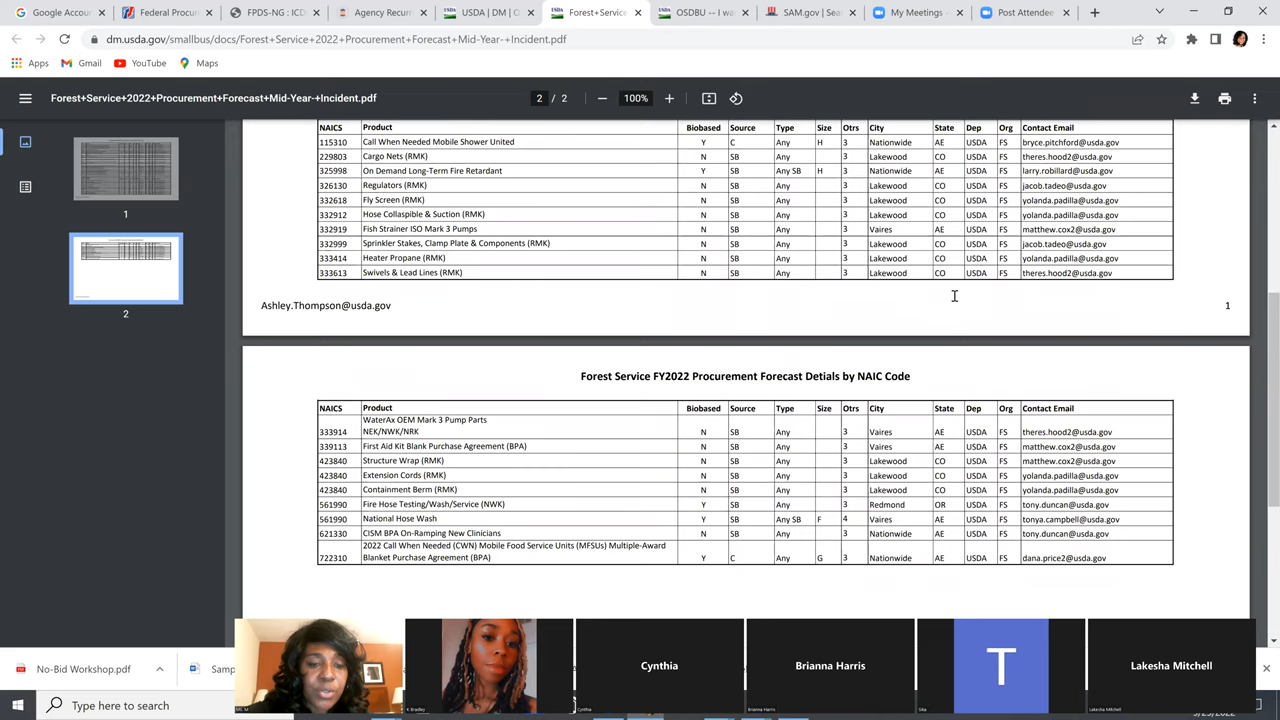 Google Accou
Federal Procu
FPDS-NG : ICD
Agency Recurr
USDA | DM | O
Forest+Service
OSDBU -- I wa
SAM.gov | Sea
My Meetings -
Post Attendee
dm.usda.gov/smallbus/docs/Forest+Service+2022+Procurement+Forecast+Mid-Year-+Incident.pdf
Apps Gmail YouTube Maps
Forest+Service+2022+Procurement+Forecast+Mid-Year-+Incident.pdf 2 / 2 100%
NAICS Product Biobased Source Type Size Otrs City State Dep Org Contact Email
115310 Call When Needed Mobile Shower United Y C Any H 3 Nationwide AE USDA FS bryce.pitchford@usda.gov
229803 Cargo Nets (RMK) N SB Any 3 Lakewood CO USDA FS theres.hood2@usda.gov
325998 On Demand Long-Term Fire Retardant Y SB Any SB H 3 Nationwide AE USDA FS larry.robillard@usda.gov
326130 Regulators (RMK) N SB Any 3 Lakewood CO USDA FS jacob.tadeo@usda.gov
332618 Fly Screen (RMK) N SB Any 3 Lakewood CO USDA FS yolanda.padilla@usda.gov
332912 Hose Collaspible & Suction (RMK) N SB Any 3 Lakewood CO USDA FS yolanda.padilla@usda.gov
332919 Fish Strainer ISO Mark 3 Pumps N SB Any 3 Vaires AE USDA FS matthew.cox2@usda.gov
332999 Sprinkler Stakes, Clamp Plate & Components (RMK) N SB Any 3 Lakewood CO USDA FS jacob.tadeo@usda.gov
333414 Heater Propane (RMK) N SB Any 3 Lakewood CO USDA FS yolanda.padilla@usda.gov
333613 Swivels & Lead Lines (RMK) N SB Any 3 Lakewood CO USDA FS theres.hood2@usda.gov
Ashley.Thompson@usda.gov 1
1
2
Forest Service FY2022 Procurement Forecast Detials by NAIC Code
NAICS Product Biobased Source Type Size Otrs City State Dep Org Contact Email
WaterAx OEM Mark 3 Pump Parts
333914 NEK/NWK/NRK N SB Any 3 Vaires AE USDA FS theres.hood2@usda.gov
339113 First Aid Kit Blank Purchase Agreement (BPA) N SB Any 3 Vaires AE USDA FS matthew.cox2@usda.gov
423840 Structure Wrap (RMK) N SB Any 3 Lakewood CO USDA FS matthew.cox2@usda.gov
423840 Extension Cords (RMK) N SB Any 3 Lakewood CO USDA FS yolanda.padilla@usda.gov
423840 Containment Berm (RMK) N SB Any 3 Lakewood CO USDA FS yolanda.padilla@usda.gov
561990 Fire Hose Testing/Wash/Service (NWK) Y SB Any 3 Redmond OR USDA FS tony.duncan@usda.gov
561990 National Hose Wash Y SB Any SB F 4 Vaires AE USDA FS tonya.campbell@usda.gov
621330 CISM BPA On-Ramping New Clinicians N SB Any 3 Nationwide AE USDA FS tony.duncan@usda.gov
2022 Call When Needed (CWN) Mobile Food Service Units (MFSUs) Multiple-Award
722310 Blanket Purchase Agreement (BPA) Y C Any G 3 Nationwide AE USDA FS dana.price2@usda.gov
Cynthia
Brianna Harris
T
Lakesha Mitchell
No-Bid Workshop.pdf
Samp
K Bradley
Cynthia
Brianna Harris
Sika
Lakesha Mitchell
Type here to search